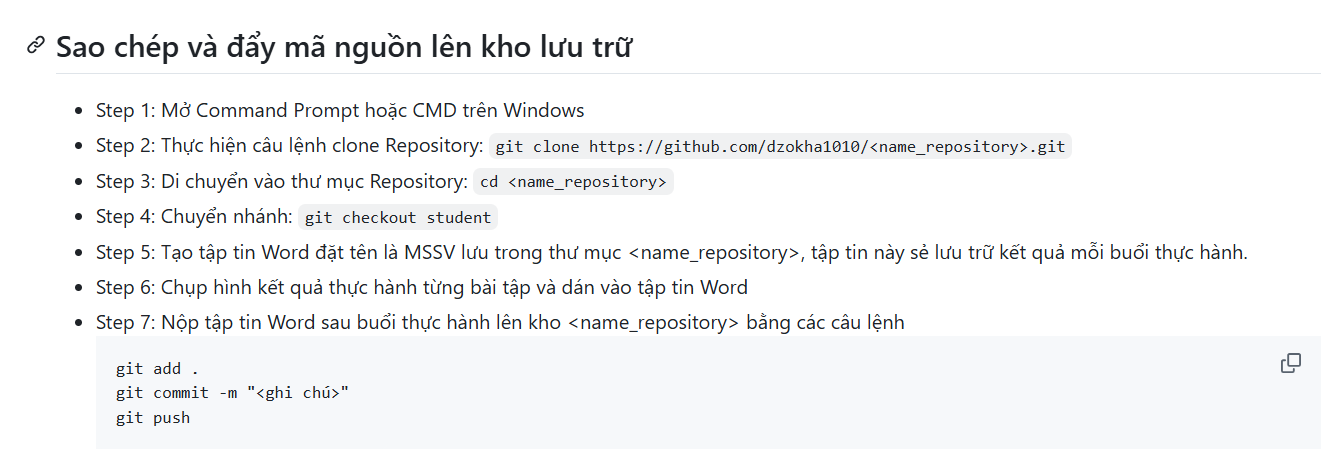 Sao chép và đẩy mã nguồn lên kho lưu trữ
Step 1: Mở Command Prompt hoặc CMD trên Windows
Step 2: Thực hiện câu lệnh clone Repository: git clone https://github.com/dzokha1010/<name_repository>.git
Step 3: Di chuyển vào thư mục Repository: cd <name_repository>
Step 4: Chuyển nhánh: git checkout student
Step 5: Tạo tập tin Word đặt tên là MSSV lưu trong thư mục <name_repository>, tập tin này sẻ lưu trữ kết quả mỗi buổi thực hành.
Step 6: Chụp hình kết quả thực hành từng bài tập và dán vào tập tin Word
Step 7: Nộp tập tin Word sau buổi thực hành lên kho <name_repository> bằng các câu lệnh
git add .
git commit -m "<ghi chú>"
git push